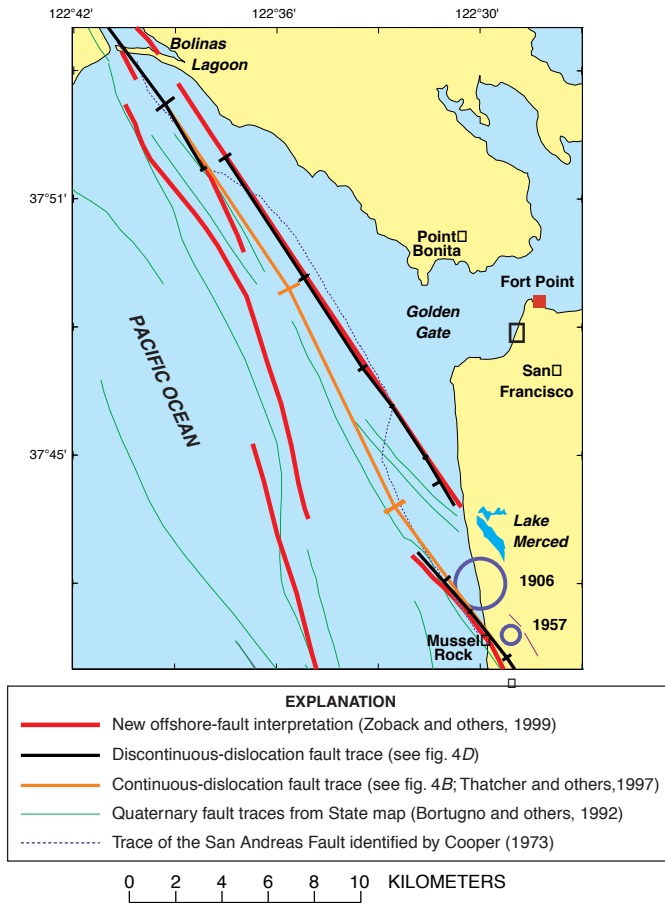 122°42' 122°36' 122°30'
Bolinas
Lagoon
37°51'
Point
Bonita
Fort Point
Golden
Gate
PACIFIC OCEAN
San
Francisco
37°45'
Lake
Merced
1906
1957
Mussel
Rock
EXPLANATION
New offshore-fault interpretation (Zoback and others, 1999)
Discontinuous-dislocation fault trace (see fig. 4D)
Continuous-dislocation fault trace (see fig. 4B; Thatcher and others,1997)
Quaternary fault traces from State map (Bortugno and others, 1992)
Trace of the San Andreas Fault identified by Cooper (1973)
0 2 4 6 8 10 KILOMETERS